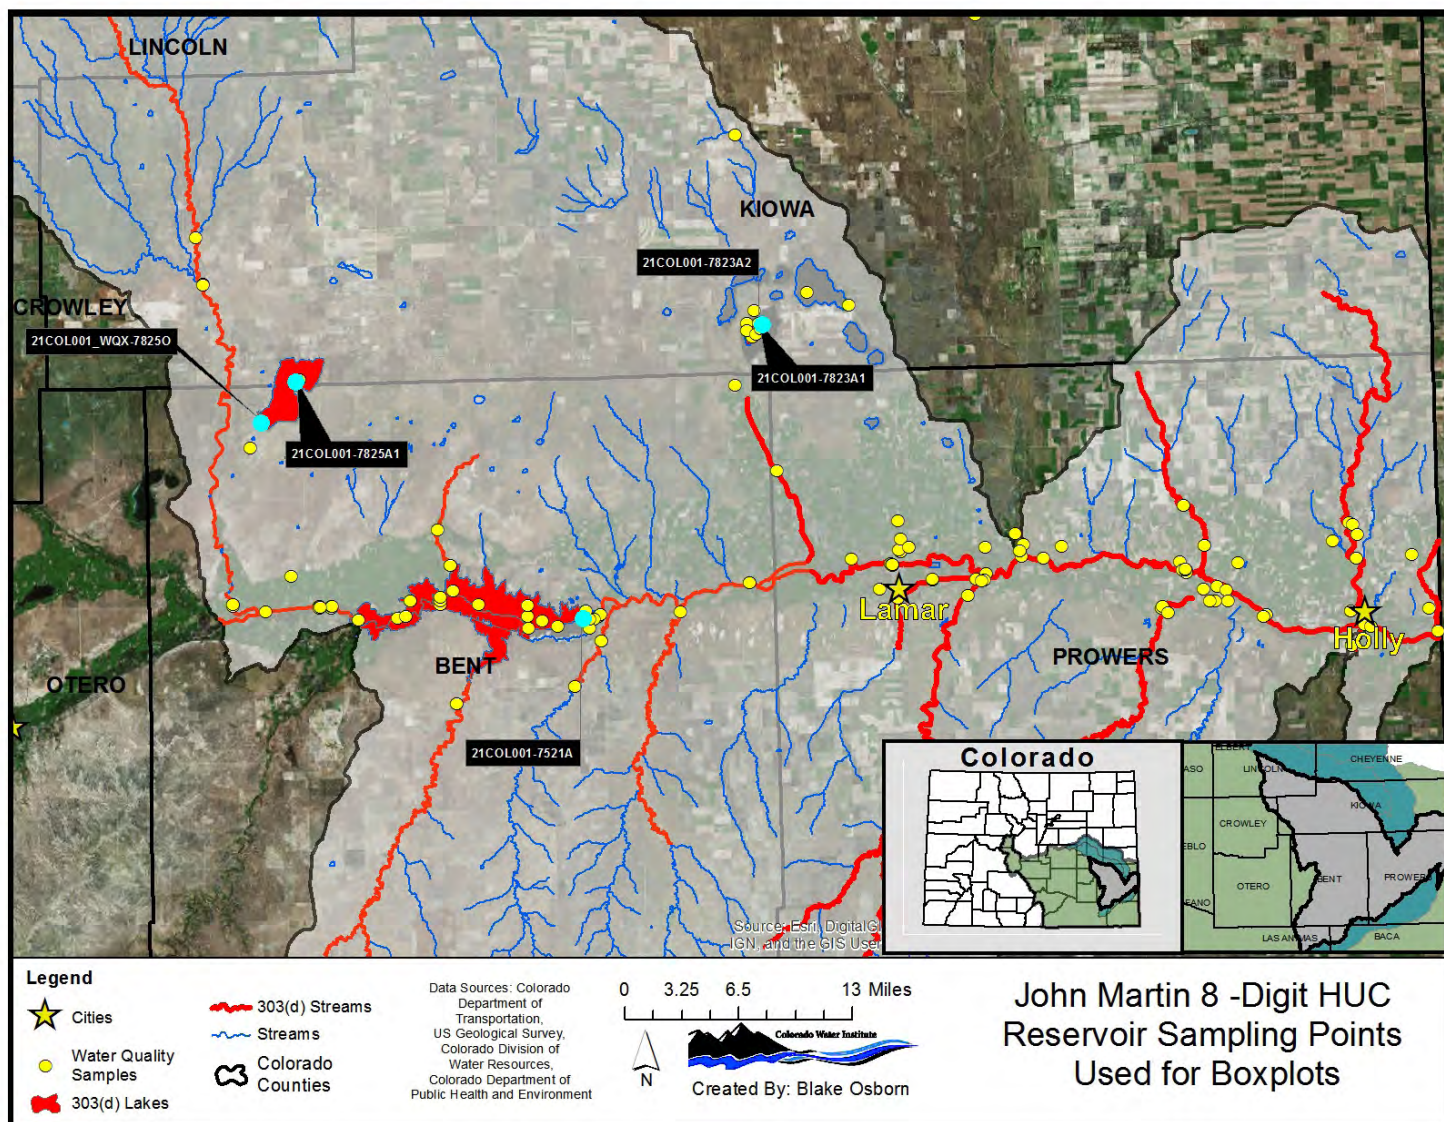 LINCOLN
KIOWA
21COL001-7823A2
CROWLEY
21COL001_WQX-7825O
21COL001-7823A1
21COL001-7825A1
Lamar
Holly
BENT
PROWERS
OTERO
21COL001-7521A
Source: Esri, DigitalGl
IGN, and the GIS User
Colorado
ELBERT
CHEYENNE
ASO
LINCOLN
KIOWA
CROWLEY
EBLO
OTERO
BENT
PROWERS
FANO
LAS ANIMAS
BACA
Legend
Cities
Water Quality
Samples
303(d) Lakes
303(d) Streams
Streams
Colorado
Counties
Data Sources: Colorado
Department of
Transportation,
US Geological Survey,
Colorado Division of
Water Resources,
Colorado Department of
Public Health and Environment
0 3.25 6.5 13 Miles
N
Colorado Water Institute
Created By: Blake Osborn
John Martin 8 -Digit HUC
Reservoir Sampling Points
Used for Boxplots